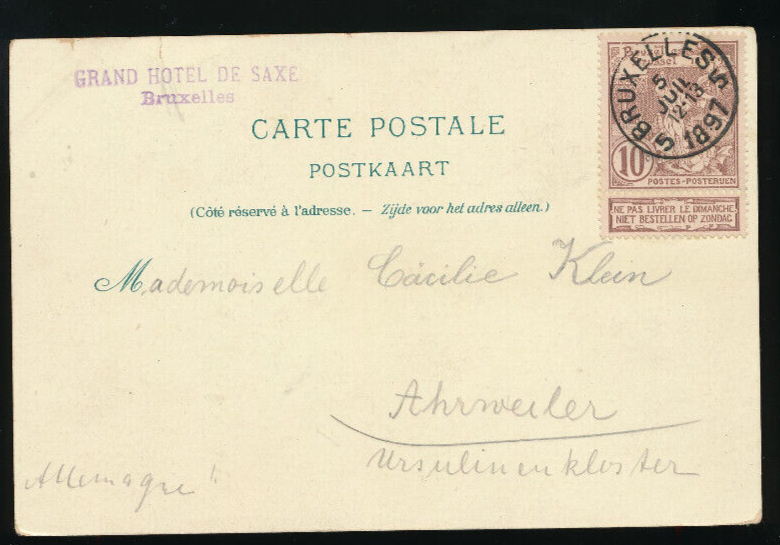 GRAND HOTEL DE SAXE
Bruxelles
CARTE POSTALE
POSTKAART
(Côté réservé à l'adresse. — Zijde voor het adres alleen.)
BRUXELLES 5
5
JUIL
12-13
1897
5
10
POSTES-POSTERIJEN
NE PAS LIVRER LE DIMANCHE
NIET BESTELLEN OP ZONDAG
Mademoiselle Cäcilie Klein
Ahrweiler
Ursulinenkloster
Allemagne"